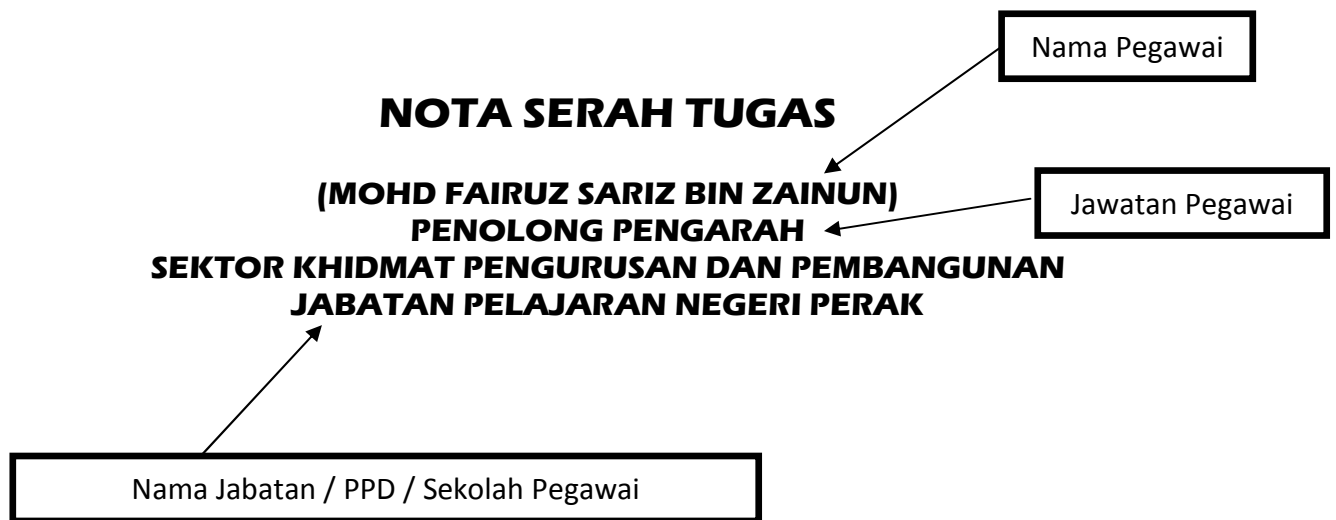 Nama Pegawai
NOTA SERAH TUGAS
(MOHD FAIRUZ SARIZ BIN ZAINUN)
PENOLONG PENGARAH
Jawatan Pegawai
SEKTOR KHIDMAT PENGURUSAN DAN PEMBANGUNAN
JABATAN PELAJARAN NEGERI PERAK
Nama Jabatan / PPD / Sekolah Pegawai